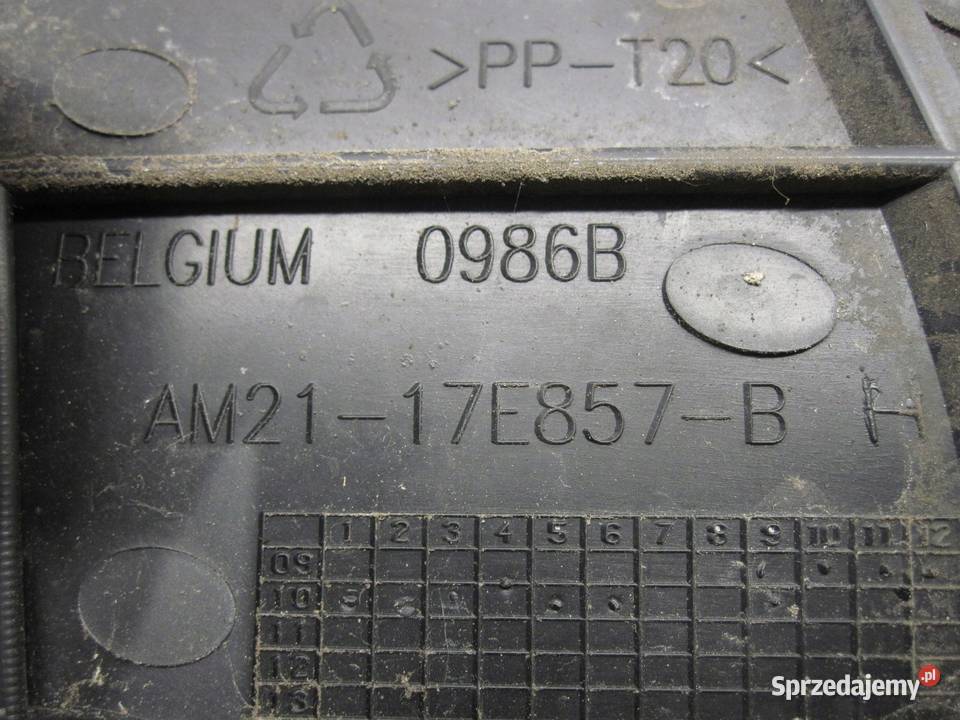 >PP-T20<
BELGIUM 0986B
AM21-17E857-B
1 2 3 4 5 6 7 8 9 10 11 12
09
10
11
12
13
Sprzedajemy.pl